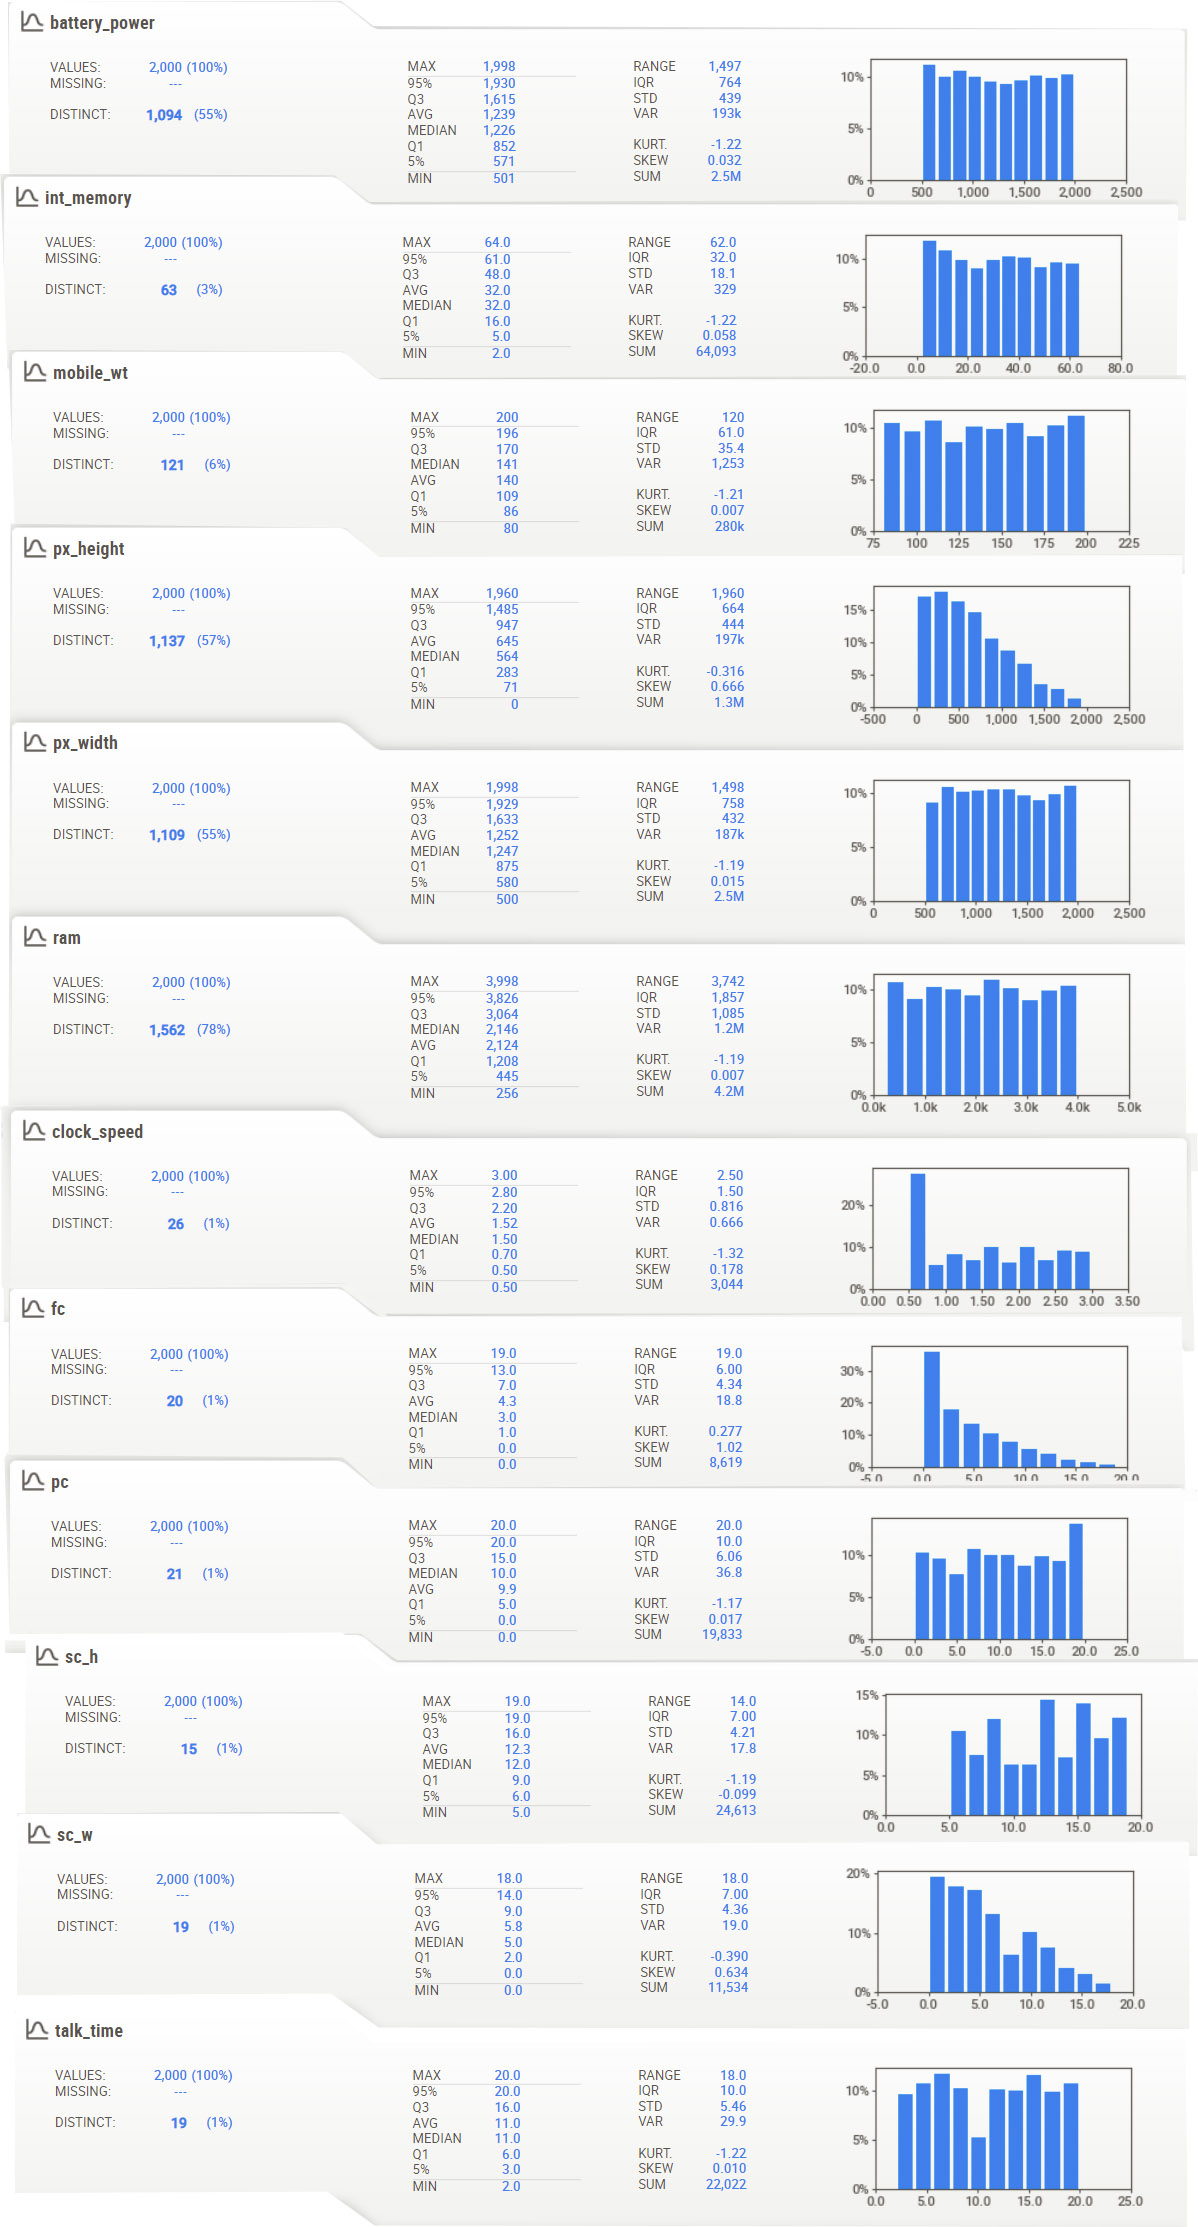 battery_power
VALUES: 2,000 (100%) MAX 1,998 RANGE 1,497
MISSING: --- 95% 1,930 IQR 764
Q3 1,615 STD 439
DISTINCT: 1,094 (55%) AVG 1,239 VAR 193k
MEDIAN 1,226
Q1 852 KURT. -1.22
5% 571 SKEW 0.032
MIN 501 SUM 2.5M
10%
5%
0%
0 500 1,000 1,500 2,000 2,500
int_memory
VALUES: 2,000 (100%) MAX 64.0 RANGE 62.0
MISSING: --- 95% 61.0 IQR 32.0
Q3 48.0 STD 18.1
DISTINCT: 63 (3%) AVG 32.0 VAR 329
MEDIAN 32.0
Q1 16.0 KURT. -1.22
5% 5.0 SKEW 0.058
MIN 2.0 SUM 64,093
10%
5%
0%
-20.0 0.0 20.0 40.0 60.0 80.0
mobile_wt
VALUES: 2,000 (100%) MAX 200 RANGE 120
MISSING: --- 95% 196 IQR 61.0
Q3 170 STD 35.4
DISTINCT: 121 (6%) MEDIAN 141 VAR 1,253
AVG 140
Q1 109 KURT. -1.21
5% 86 SKEW 0.007
MIN 80 SUM 280k
10%
5%
0%
75 100 125 150 175 200 225
px_height
VALUES: 2,000 (100%) MAX 1,960 RANGE 1,960
MISSING: --- 95% 1,485 IQR 664
Q3 947 STD 444
DISTINCT: 1,137 (57%) AVG 645 VAR 197k
MEDIAN 564
Q1 283 KURT. -0.316
5% 71 SKEW 0.666
MIN 0 SUM 1.3M
15%
10%
5%
0%
-500 0 500 1,000 1,500 2,000 2,500
px_width
VALUES: 2,000 (100%) MAX 1,998 RANGE 1,498
MISSING: --- 95% 1,929 IQR 758
Q3 1,633 STD 432
DISTINCT: 1,109 (55%) AVG 1,252 VAR 187k
MEDIAN 1,247
Q1 875 KURT. -1.19
5% 580 SKEW 0.015
MIN 500 SUM 2.5M
10%
5%
0%
0 500 1,000 1,500 2,000 2,500
ram
VALUES: 2,000 (100%) MAX 3,998 RANGE 3,742
MISSING: --- 95% 3,826 IQR 1,857
Q3 3,064 STD 1,085
DISTINCT: 1,562 (78%) MEDIAN 2,146 VAR 1.2M
AVG 2,124
Q1 1,208 KURT. -1.19
5% 445 SKEW 0.007
MIN 256 SUM 4.2M
10%
5%
0%
0.0k 1.0k 2.0k 3.0k 4.0k 5.0k
clock_speed
VALUES: 2,000 (100%) MAX 3.00 RANGE 2.50
MISSING: --- 95% 2.80 IQR 1.50
Q3 2.20 STD 0.816
DISTINCT: 26 (1%) AVG 1.52 VAR 0.666
MEDIAN 1.50
Q1 0.70 KURT. -1.32
5% 0.50 SKEW 0.178
MIN 0.50 SUM 3,044
20%
10%
0%
0.00 0.50 1.00 1.50 2.00 2.50 3.00 3.50
fc
VALUES: 2,000 (100%) MAX 19.0 RANGE 19.0
MISSING: --- 95% 13.0 IQR 6.00
Q3 7.0 STD 4.34
DISTINCT: 20 (1%) AVG 4.3 VAR 18.8
MEDIAN 3.0
Q1 1.0 KURT. 0.277
5% 0.0 SKEW 1.02
MIN 0.0 SUM 8,619
30%
20%
10%
0%
-5.0 0.0 5.0 10.0 15.0 20.0
pc
VALUES: 2,000 (100%) MAX 20.0 RANGE 20.0
MISSING: --- 95% 20.0 IQR 10.0
Q3 15.0 STD 6.06
DISTINCT: 21 (1%) MEDIAN 10.0 VAR 36.8
AVG 9.9
Q1 5.0 KURT. -1.17
5% 0.0 SKEW 0.017
MIN 0.0 SUM 19,833
10%
5%
0%
-5.0 0.0 5.0 10.0 15.0 20.0 25.0
sc_h
VALUES: 2,000 (100%) MAX 19.0 RANGE 14.0
MISSING: --- 95% 19.0 IQR 7.00
Q3 16.0 STD 4.21
DISTINCT: 15 (1%) AVG 12.3 VAR 17.8
MEDIAN 12.0
Q1 9.0 KURT. -1.19
5% 6.0 SKEW -0.099
MIN 5.0 SUM 24,613
15%
10%
5%
0%
0.0 5.0 10.0 15.0 20.0
sc_w
VALUES: 2,000 (100%) MAX 18.0 RANGE 18.0
MISSING: --- 95% 14.0 IQR 7.00
Q3 9.0 STD 4.36
DISTINCT: 19 (1%) AVG 5.8 VAR 19.0
MEDIAN 5.0
Q1 2.0 KURT. -0.390
5% 0.0 SKEW 0.634
MIN 0.0 SUM 11,534
20%
10%
0%
-5.0 0.0 5.0 10.0 15.0 20.0
talk_time
VALUES: 2,000 (100%) MAX 20.0 RANGE 18.0
MISSING: --- 95% 20.0 IQR 10.0
Q3 16.0 STD 5.46
DISTINCT: 19 (1%) AVG 11.0 VAR 29.9
MEDIAN 11.0
Q1 6.0 KURT. -1.22
5% 3.0 SKEW 0.010
MIN 2.0 SUM 22,022
10%
5%
0%
0.0 5.0 10.0 15.0 20.0 25.0